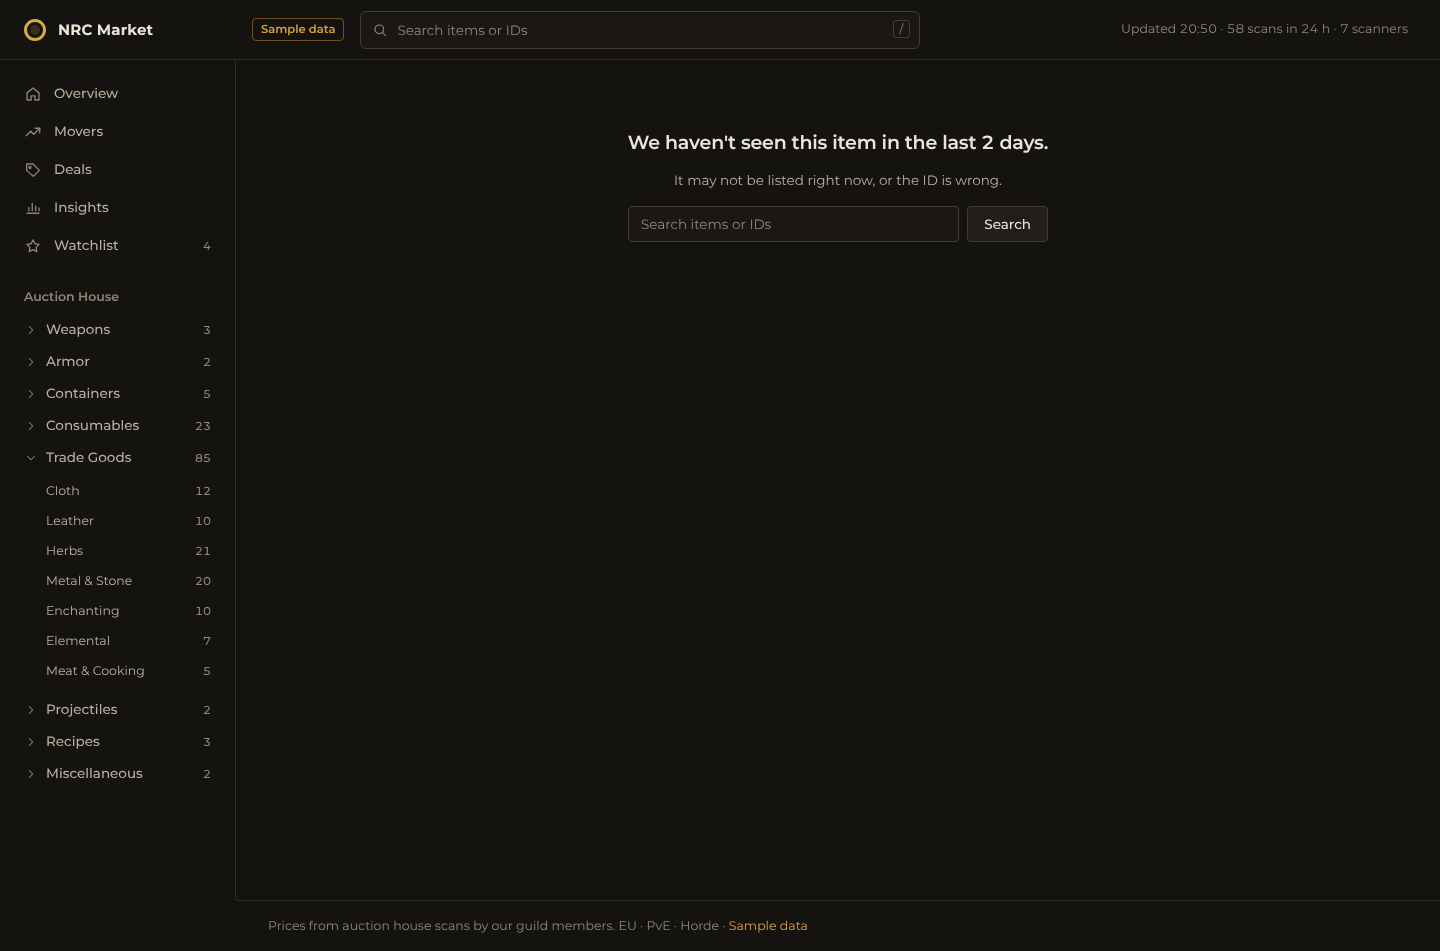 NRC Market
Sample data
Search items or IDs
/
Updated 20:50 · 58 scans in 24 h · 7 scanners
Overview
Movers
Deals
Insights
Watchlist 4
Auction House
Weapons 3
Armor 2
Containers 5
Consumables 23
Trade Goods 85
Cloth 12
Leather 10
Herbs 21
Metal & Stone 20
Enchanting 10
Elemental 7
Meat & Cooking 5
Projectiles 2
Recipes 3
Miscellaneous 2
We haven't seen this item in the last 2 days.
It may not be listed right now, or the ID is wrong.
Search items or IDs
Search
Prices from auction house scans by our guild members. EU · PvE · Horde · Sample data